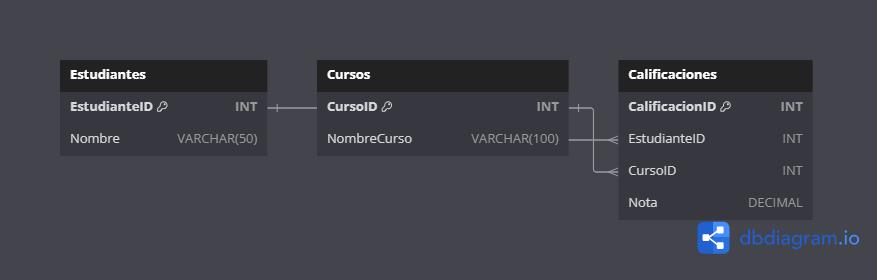 Estudiantes
EstudianteID INT
Nombre VARCHAR(50)
Cursos
CursoID INT
NombreCurso VARCHAR(100)
Calificaciones
CalificacionID INT
EstudianteID INT
CursoID INT
Nota DECIMAL
dbdiagram.io